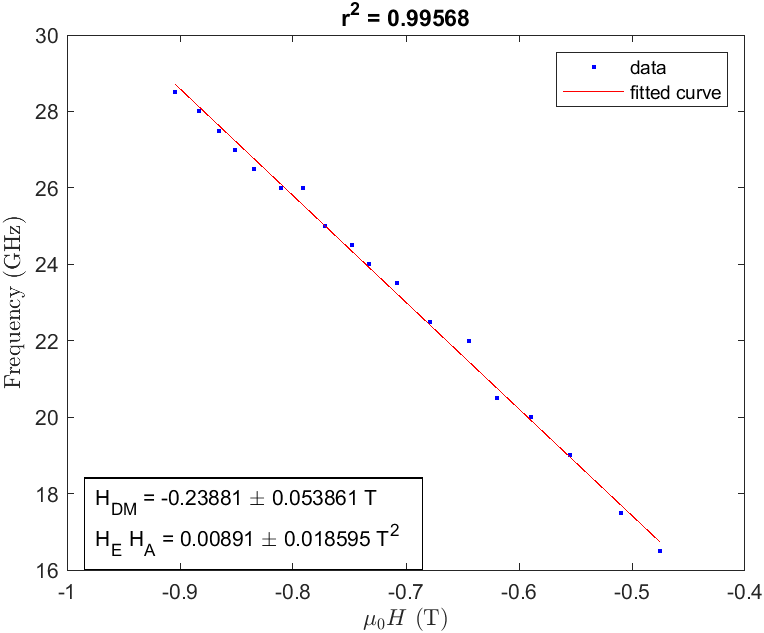 r² = 0.99568
30
28
26
24
22
20
18
16
Frequency (GHz)
data
fitted curve
H_DM = -0.23881 ± 0.053861 T
H_E H_A = 0.00891 ± 0.018595 T²
-1 -0.9 -0.8 -0.7 -0.6 -0.5 -0.4
μ₀H (T)